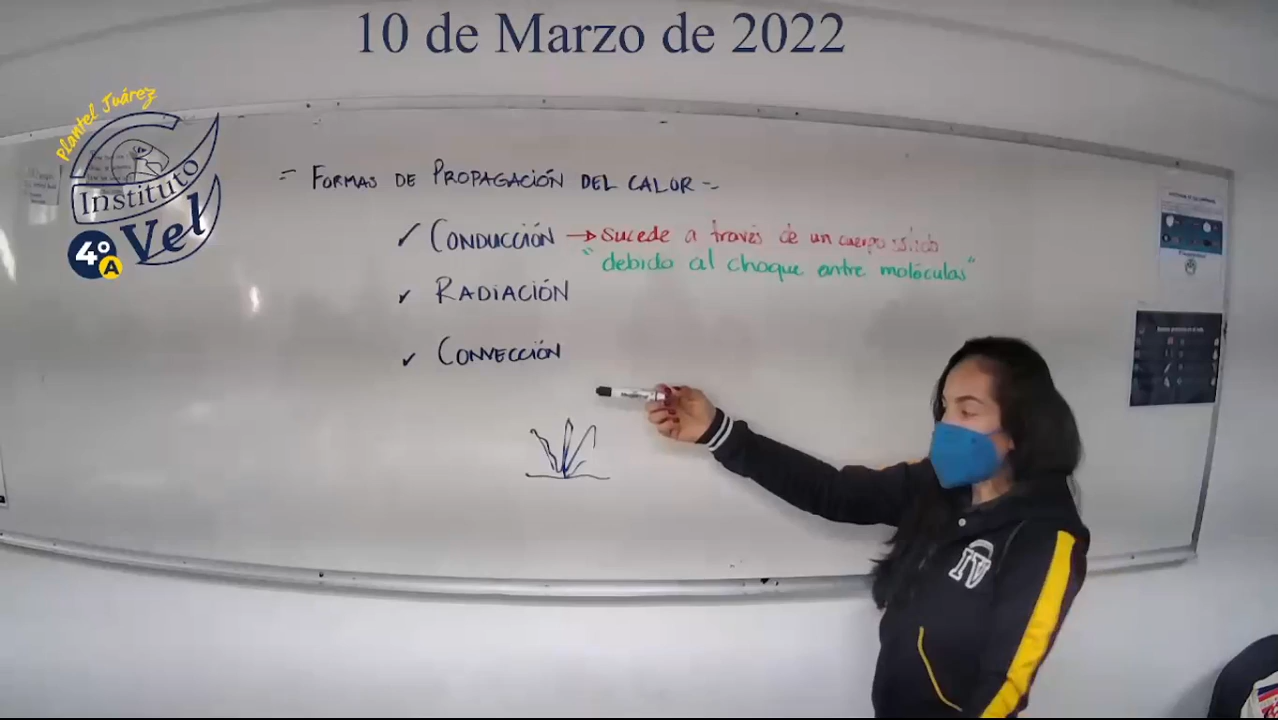 10 de Marzo de 2022
Plantel Juárez
Instituto
Vel
4° A
= FORMAS DE PROPAGACIÓN DEL CALOR =
✓ CONDUCCIÓN → sucede a través de un cuerpo sólido
"debido al choque entre moléculas"
✓ RADIACIÓN
✓ CONVECCIÓN
IV